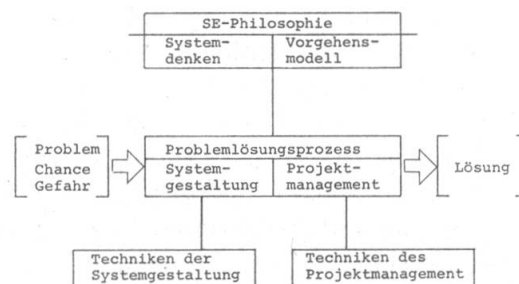 SE-Philosophie
System-
denken
Vorgehens-
modell
Problem
Chance
Gefahr
Problemlösungsprozess
System-
gestaltung
Projekt-
management
Lösung
Techniken der
Systemgestaltung
Techniken des
Projektmanagement